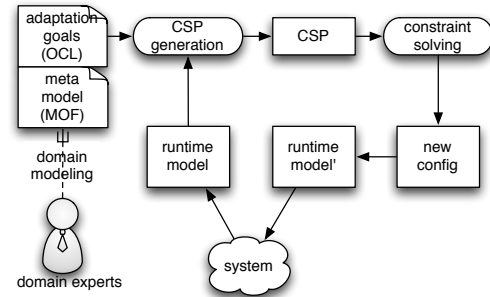 adaptation
goals
(OCL)
CSP
generation
CSP
constraint
solving
meta
model
(MOF)
domain
modeling
runtime
model
runtime
model'
new
config
system
domain experts